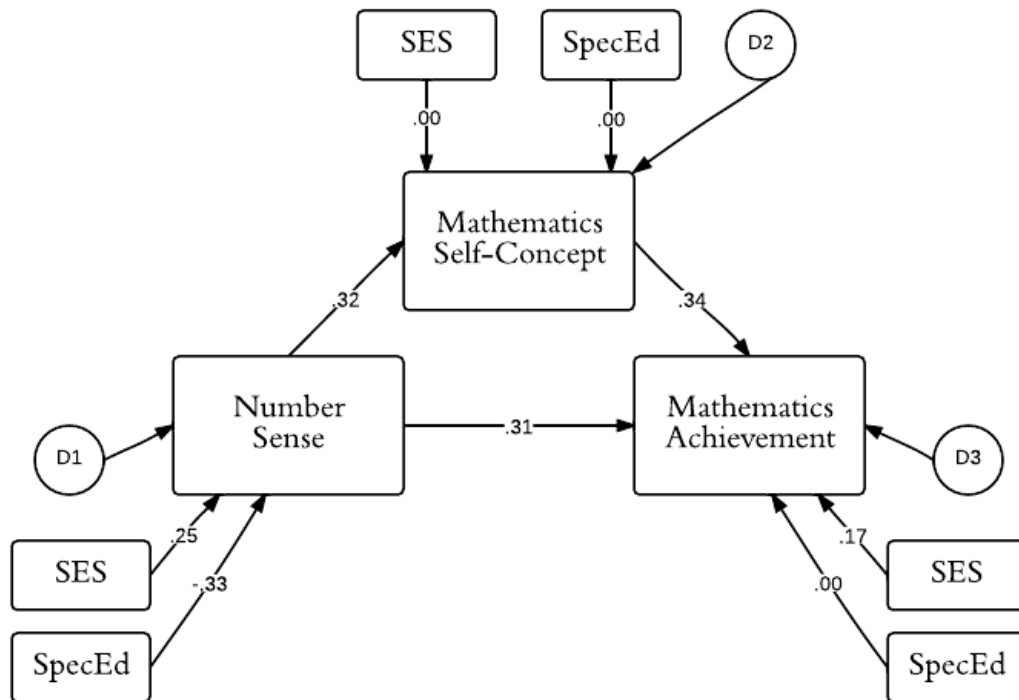 SES
SpecEd
D2
.00
.00
Mathematics
Self-Concept
.32
.34
Number
Sense
.31
Mathematics
Achievement
D1
D3
.25
-.33
SES
SpecEd
.17
.00
SES
SpecEd